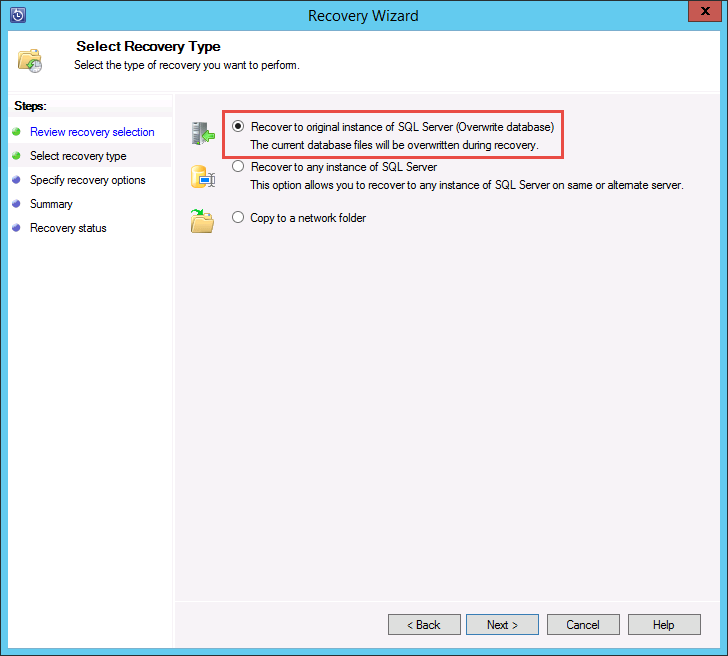 Recovery Wizard
x
Select Recovery Type
Select the type of recovery you want to perform.
Steps:
Review recovery selection
Select recovery type
Specify recovery options
Summary
Recovery status
Recover to original instance of SQL Server (Overwrite database)
The current database files will be overwritten during recovery.
Recover to any instance of SQL Server
This option allows you to recover to any instance of SQL Server on same or alternate server.
Copy to a network folder
< Back
Next >
Cancel
Help